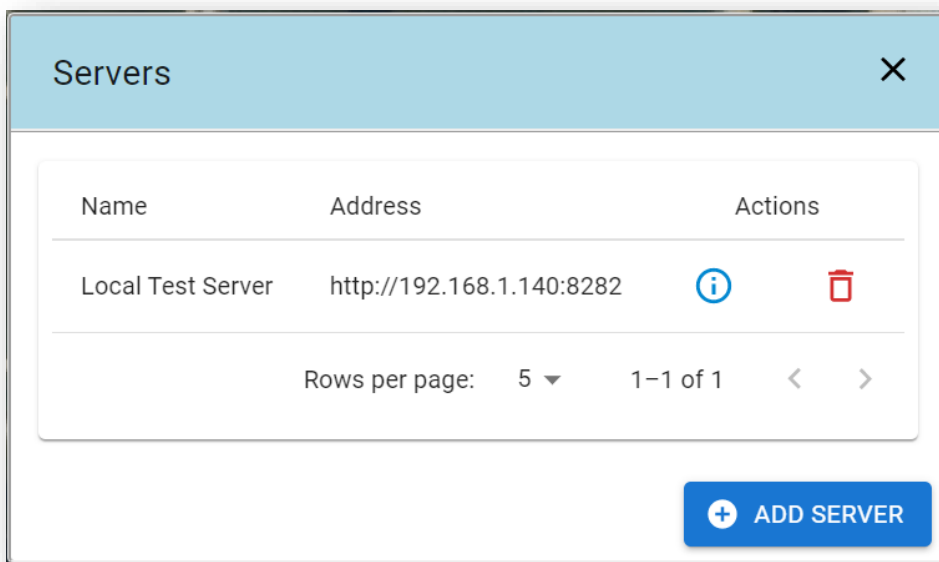 Servers
Name Address Actions
Local Test Server http://192.168.1.140:8282
Rows per page: 5 1–1 of 1
ADD SERVER